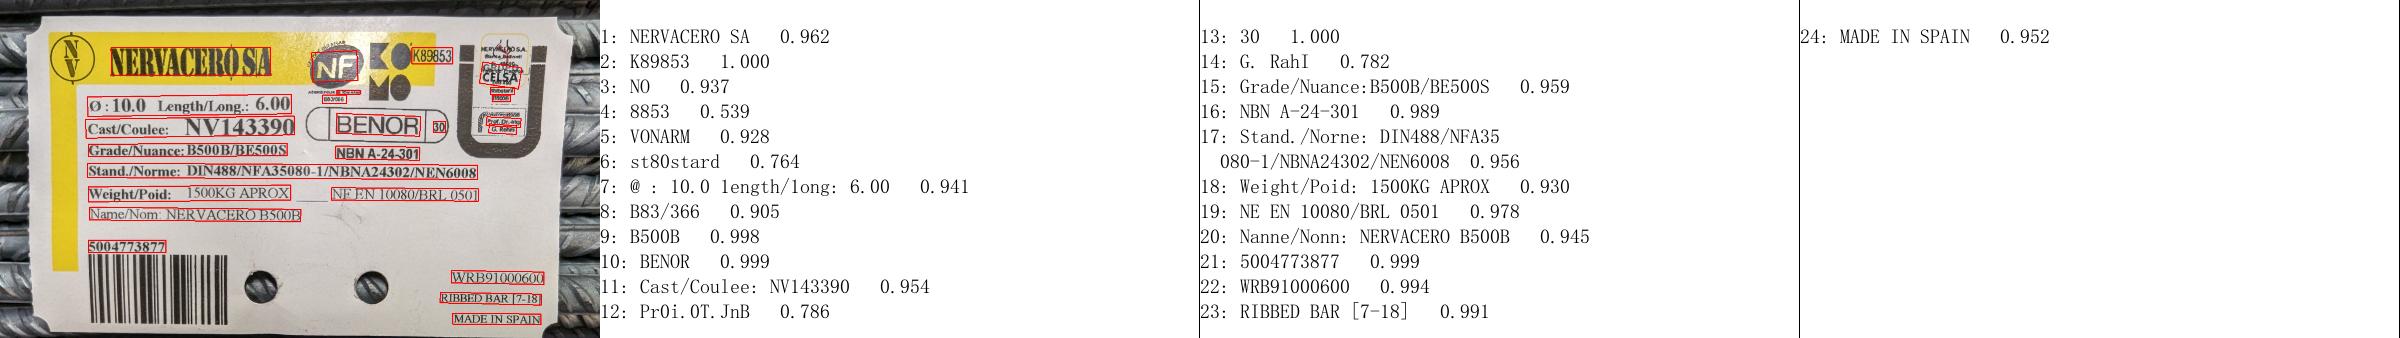 NV
NERVACERO SA
NF
KO
MO
K89853
CELSA
Ø : 10.0 Length/Long.: 6.00
Cast/Coulee: NV143390
BENOR 30
Grade/Nuance: B500B/BE500S
NBN A-24-301
Stand./Norme: DIN488/NFA35080-1/NBNA24302/NEN6008
Weight/Poid: 1500KG APROX ____ NF EN 10080/BRL 0501
Name/Nom: NERVACERO B500B
5004773877
WRB91000600
RIBBED BAR [7-18]
MADE IN SPAIN
1: NERVACERO SA 0.962
2: K89853 1.000
3: NO 0.937
4: 8853 0.539
5: VONARM 0.928
6: st80stard 0.764
7: @ : 10.0 length/long: 6.00 0.941
8: B83/366 0.905
9: B500B 0.998
10: BENOR 0.999
11: Cast/Coulee: NV143390 0.954
12: Pr0i.0T.JnB 0.786
13: 30 1.000
14: G. RahI 0.782
15: Grade/Nuance:B500B/BE500S 0.959
16: NBN A-24-301 0.989
17: Stand./Norne: DIN488/NFA35
080-1/NBNA24302/NEN6008 0.956
18: Weight/Poid: 1500KG APROX 0.930
19: NE EN 10080/BRL 0501 0.978
20: Nanne/Nonn: NERVACERO B500B 0.945
21: 5004773877 0.999
22: WRB91000600 0.994
23: RIBBED BAR [7-18] 0.991
24: MADE IN SPAIN 0.952